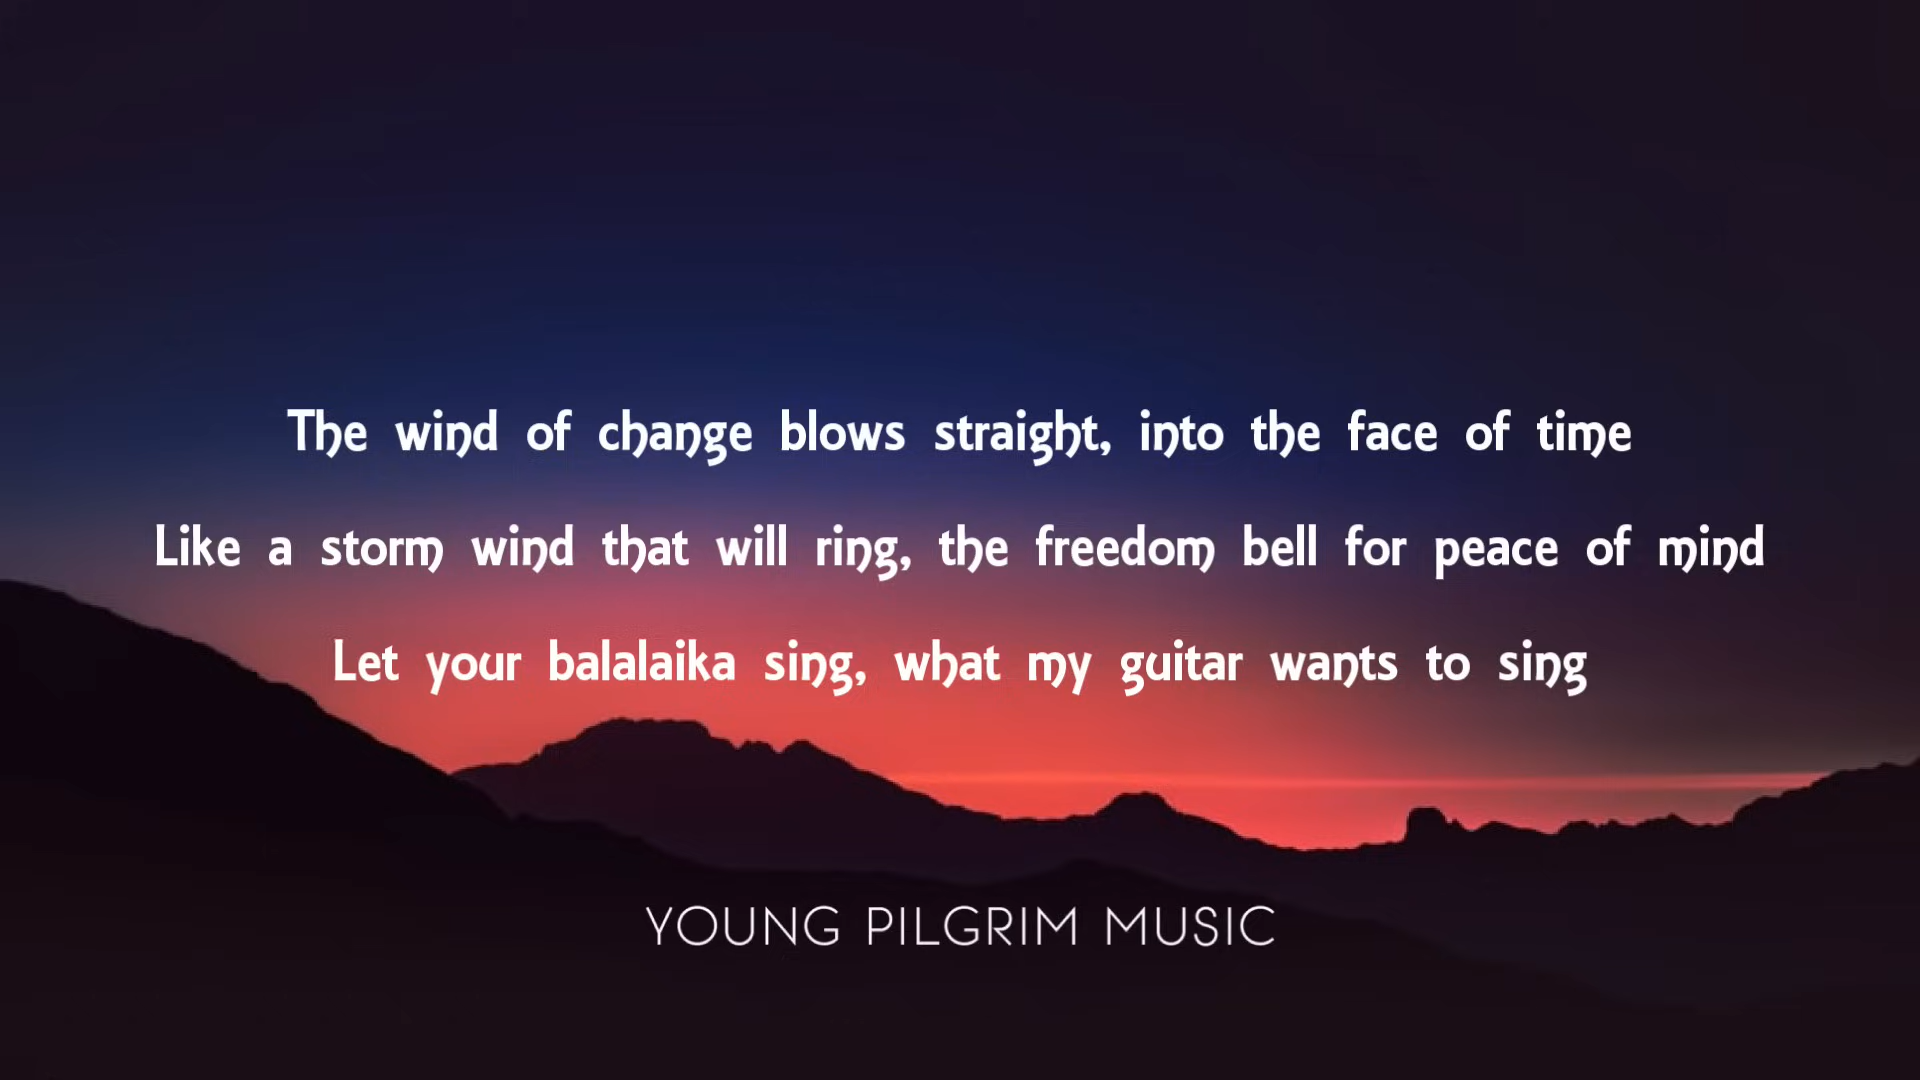 The wind of change blows straight, into the face of time
Like a storm wind that will ring, the freedom bell for peace of mind
Let your balalaika sing, what my guitar wants to sing
YOUNG PILGRIM MUSIC